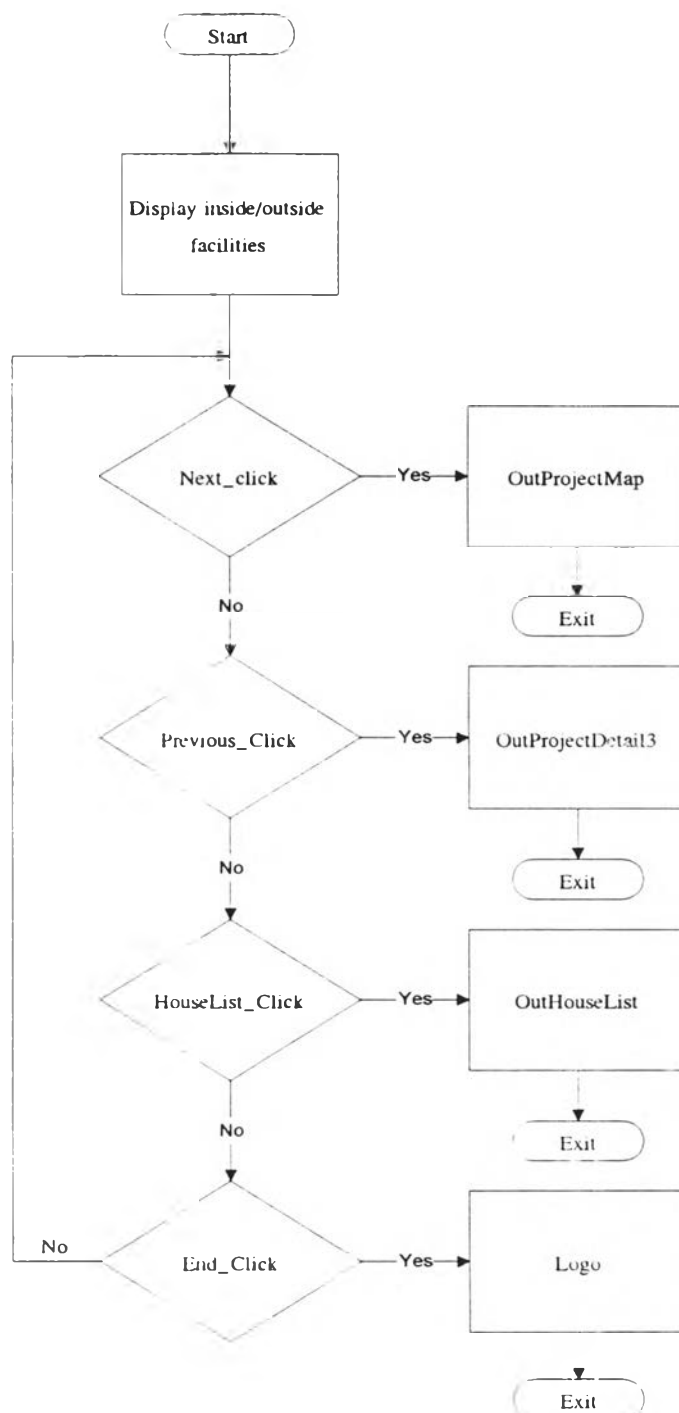 Start
Display inside/outside
facilities
Next_click
Yes
OutProjectMap
Exit
No
Previous_Click
Yes
OutProjectDetail3
Exit
No
HouseList_Click
Yes
OutHouseList
Exit
No
No
End_Click
Yes
Logo
Exit